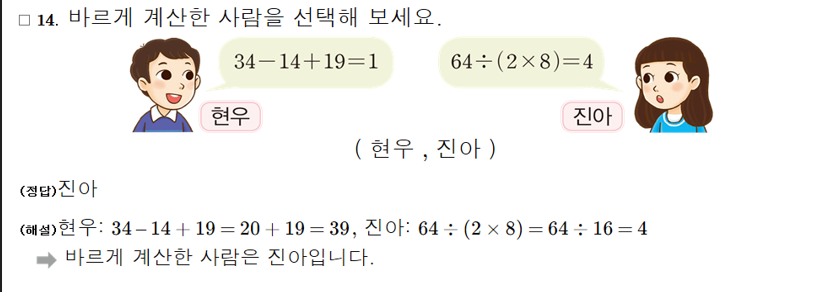 □ 14. 바르게 계산한 사람을 선택해 보세요.
34－14＋19＝1
64÷(2×8)＝4
현우
진아
( 현우 , 진아 )
(정답)진아
(해설)현우: 34 – 14 + 19 = 20 + 19 = 39, 진아: 64 ÷ (2 × 8) = 64 ÷ 16 = 4
➡ 바르게 계산한 사람은 진아입니다.